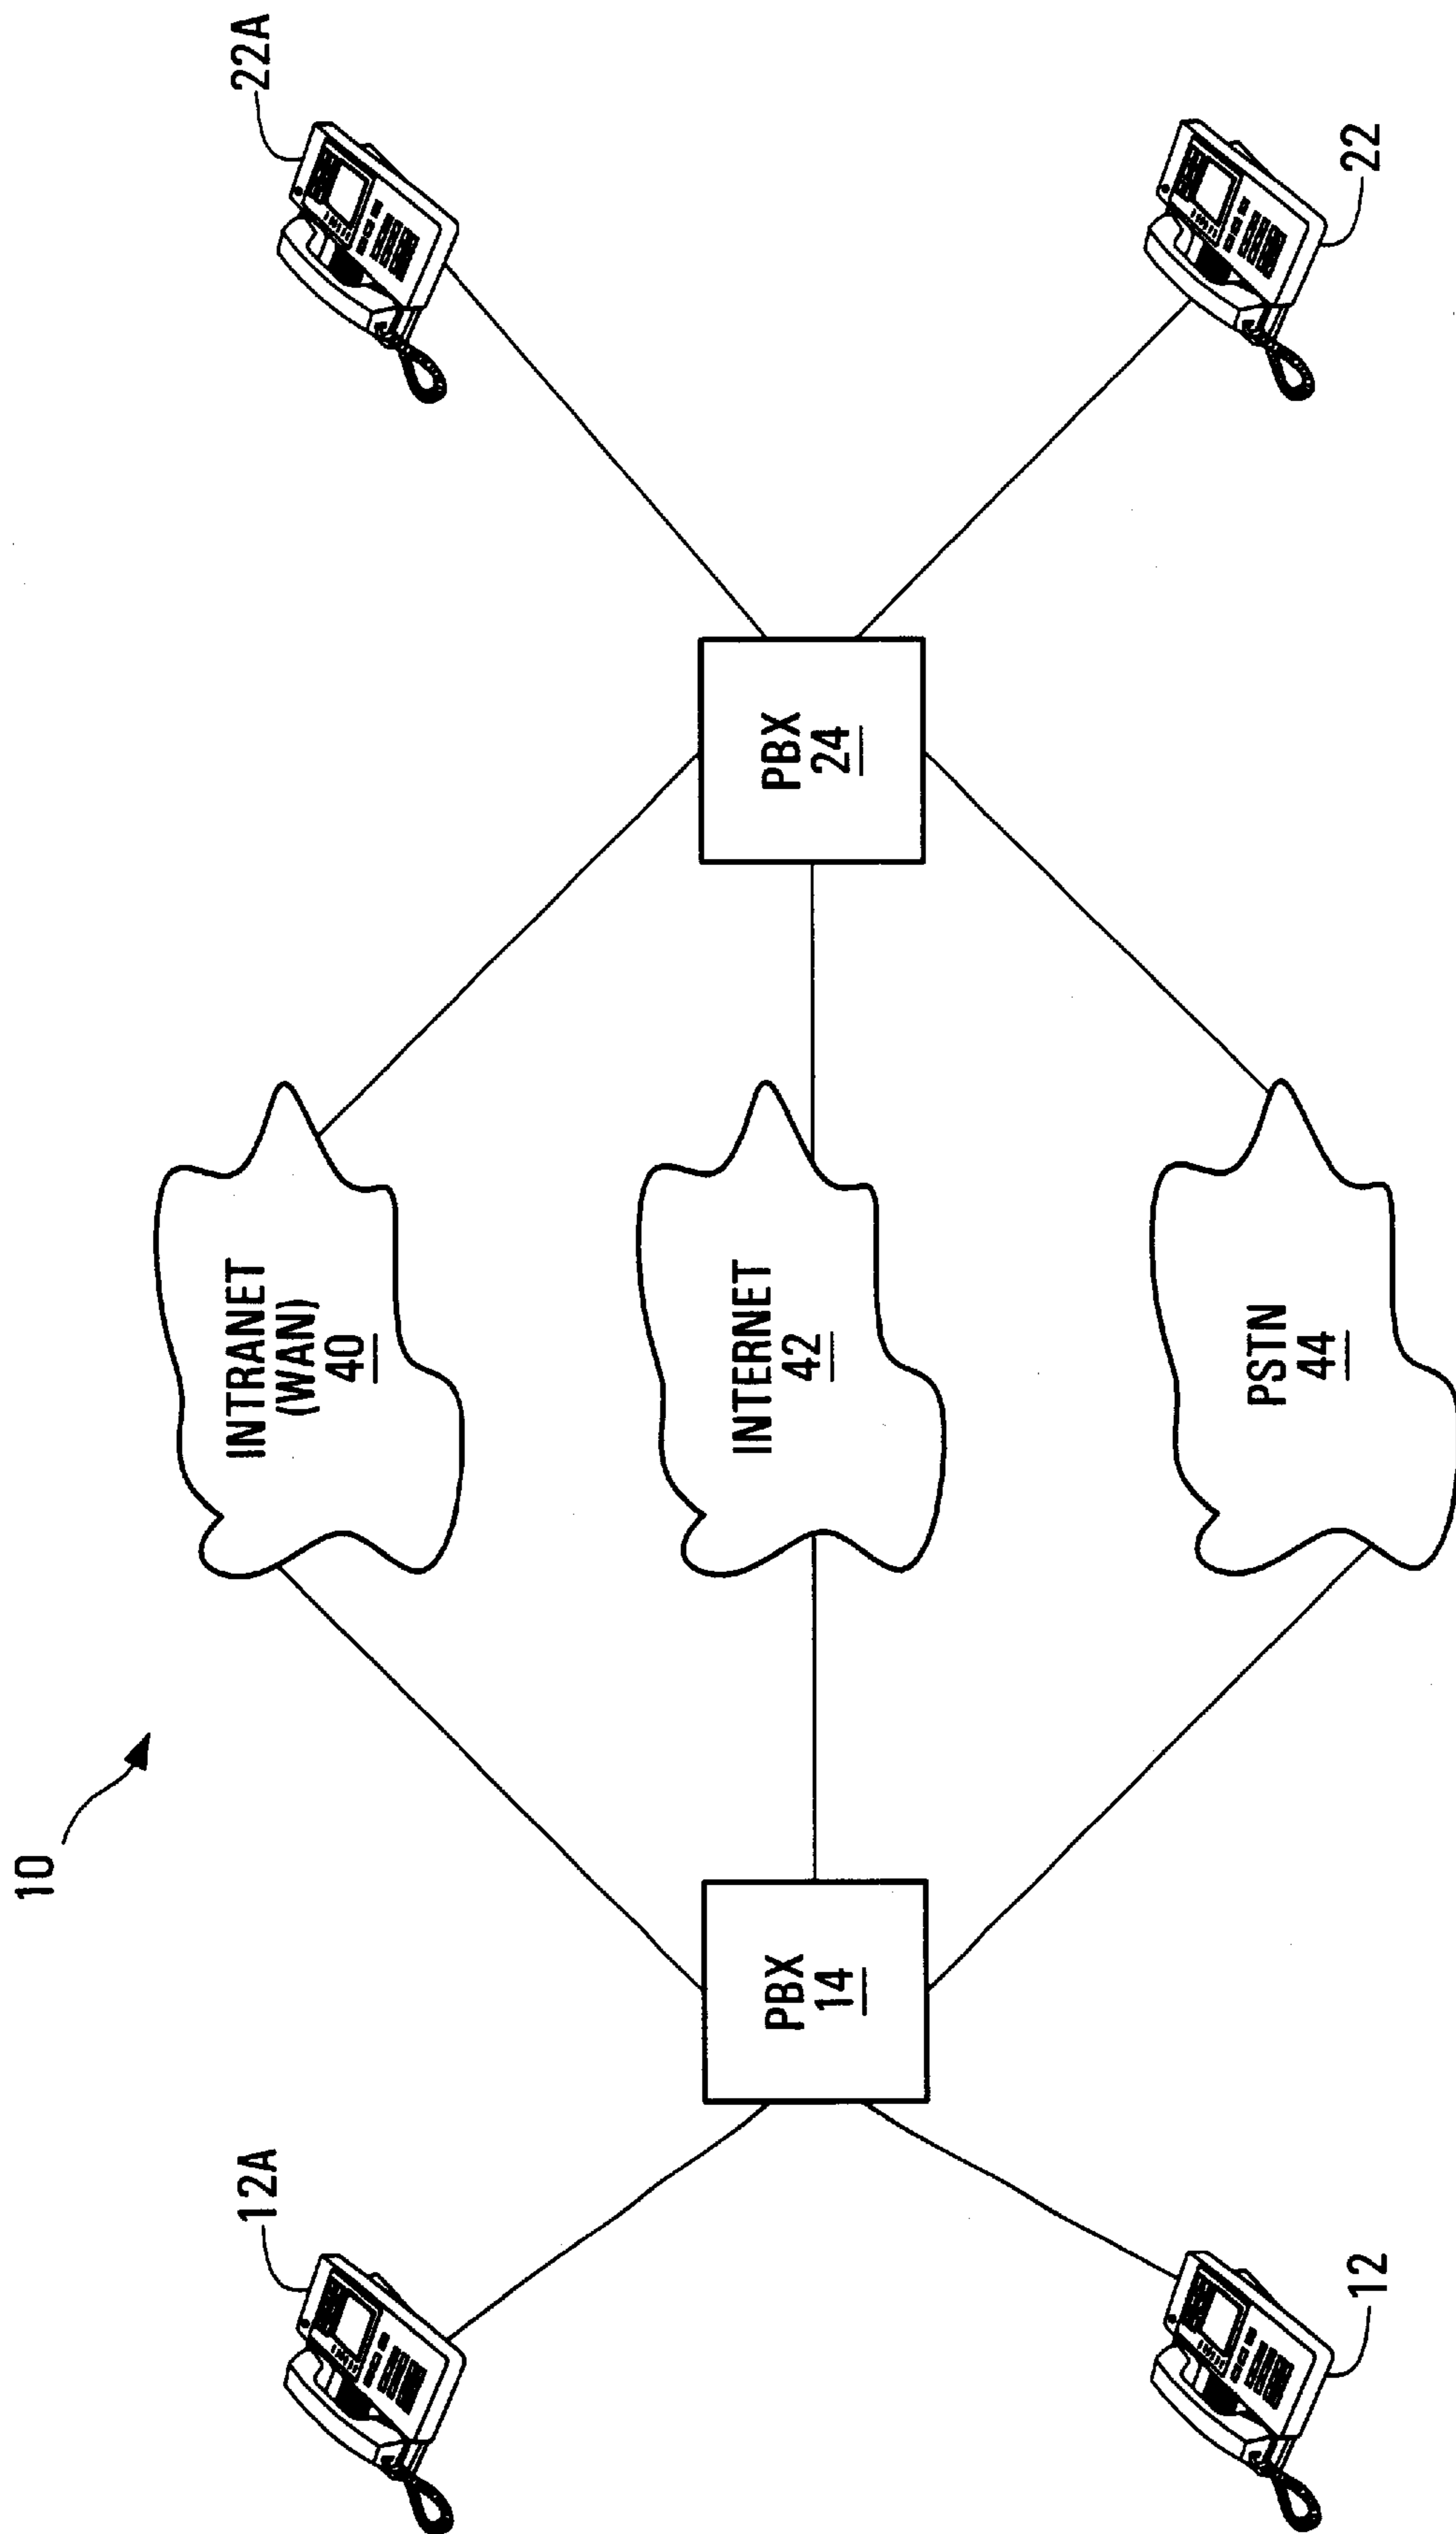 10
12A
12
PBX
14
INTRANET
(WAN)
40
INTERNET
42
PSTN
44
PBX
24
22A
22